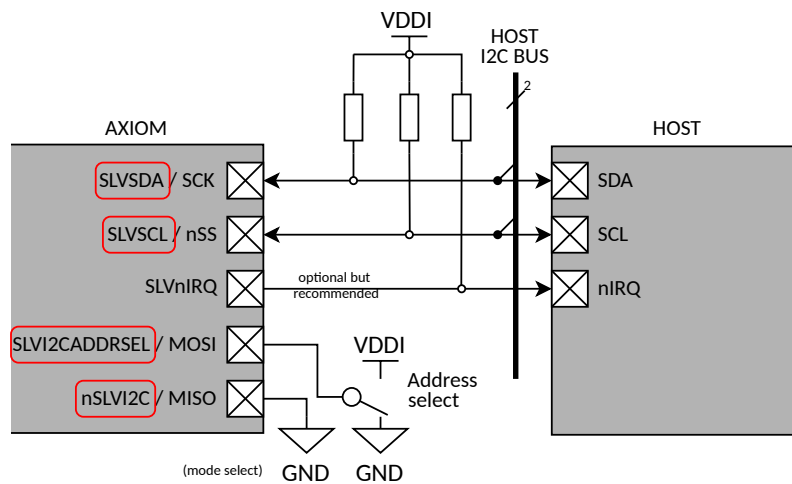 VDDI
HOST
I2C BUS
2
AXIOM
HOST
SLVSDA / SCK
SDA
SLVSCL / nSS
SCL
SLVnIRQ
optional but
recommended
nIRQ
SLVI2CADDRSEL / MOSI
VDDI
Address
select
nSLVI2C / MISO
(mode select)
GND
GND